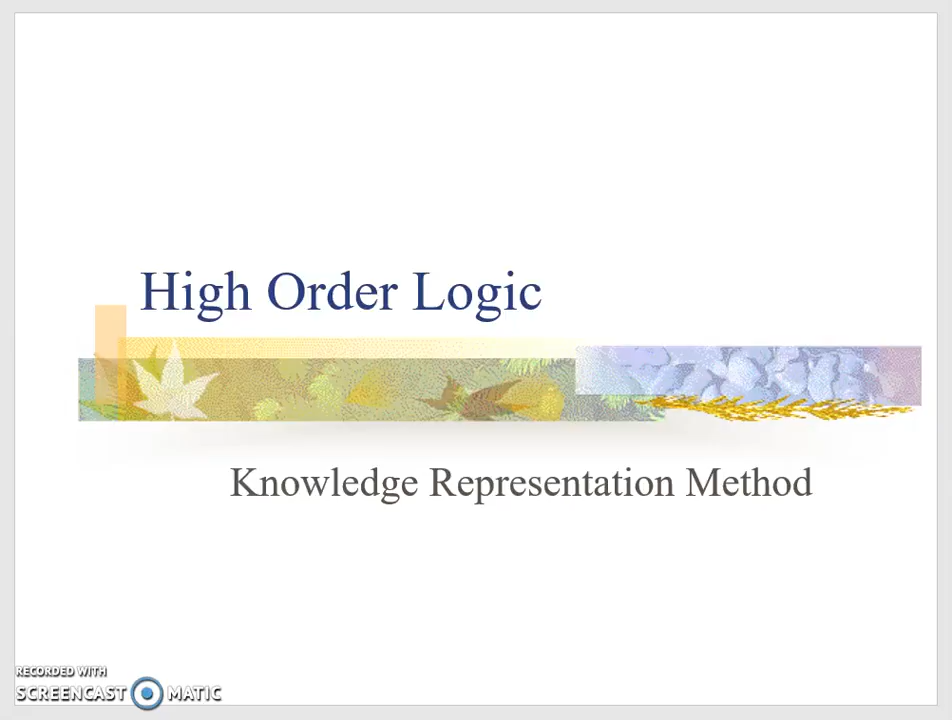 High Order Logic
Knowledge Representation Method
RECORDED WITH
SCREENCAST MATIC